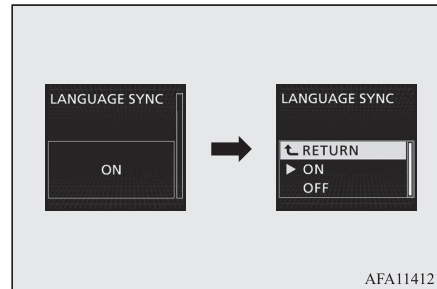 LANGUAGE SYNC
ON
LANGUAGE SYNC
RETURN
ON
OFF
AFA11412